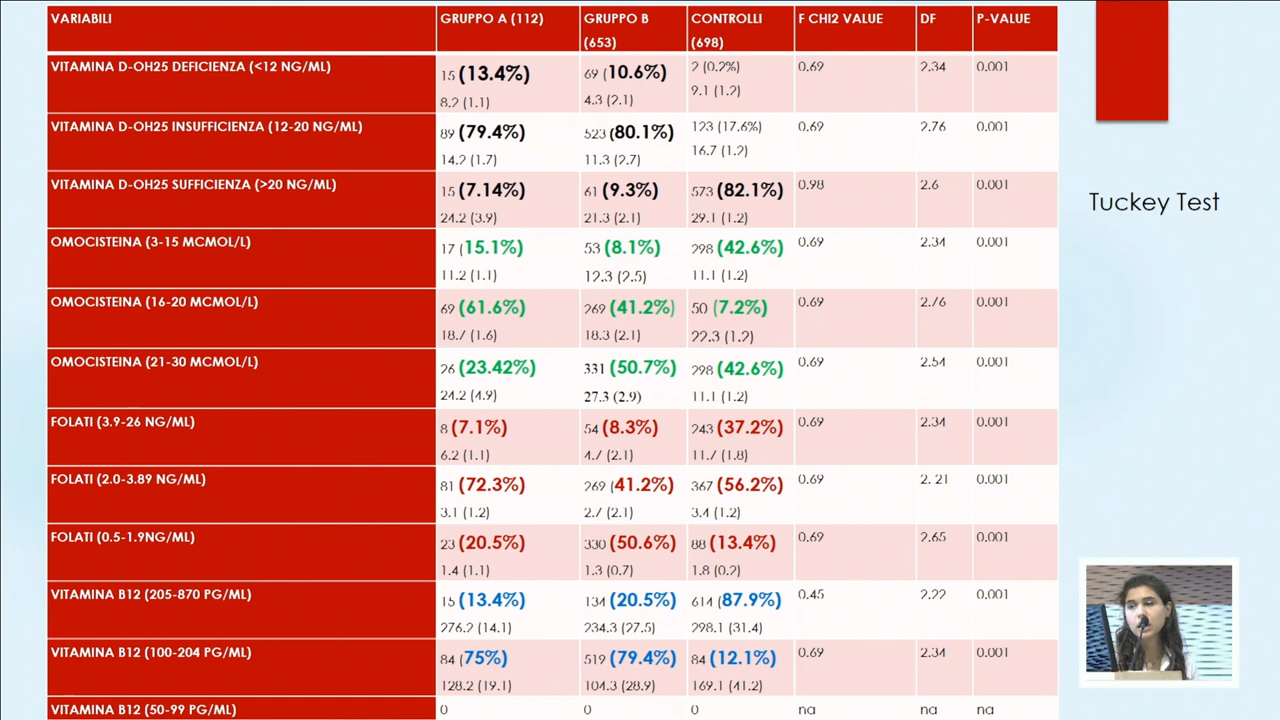 VARIABILI GRUPPO A (112) GRUPPO B (653) CONTROLLI (698) F CHI2 VALUE DF P-VALUE
VITAMINA D-OH25 DEFICIENZA (<12 NG/ML) 15 (13.4%) 69 (10.6%) 2 (0.2%) 0.69 2.34 0.001
8.2 (1.1) 4.3 (2.1) 9.1 (1.2)
VITAMINA D-OH25 INSUFFICIENZA (12-20 NG/ML) 89 (79.4%) 523 (80.1%) 123 (17.6%) 0.69 2.76 0.001
14.2 (1.7) 11.3 (2.7) 16.7 (1.2)
VITAMINA D-OH25 SUFFICIENZA (>20 NG/ML) 15 (7.14%) 61 (9.3%) 573 (82.1%) 0.98 2.6 0.001
24.2 (3.9) 21.3 (2.1) 29.1 (1.2)
Tuckey Test
OMOCISTEINA (3-15 MCMOL/L) 17 (15.1%) 53 (8.1%) 298 (42.6%) 0.69 2.34 0.001
11.2 (1.1) 12.3 (2.5) 11.1 (1.2)
OMOCISTEINA (16-20 MCMOL/L) 69 (61.6%) 269 (41.2%) 50 (7.2%) 0.69 2.76 0.001
18.7 (1.6) 18.3 (2.1) 22.3 (1.2)
OMOCISTEINA (21-30 MCMOL/L) 26 (23.42%) 331 (50.7%) 298 (42.6%) 0.69 2.54 0.001
24.2 (4.9) 27.3 (2.9) 11.1 (1.2)
FOLATI (3.9-26 NG/ML) 8 (7.1%) 54 (8.3%) 243 (37.2%) 0.69 2.34 0.001
6.2 (1.1) 4.7 (2.1) 11.7 (1.8)
FOLATI (2.0-3.89 NG/ML) 81 (72.3%) 269 (41.2%) 367 (56.2%) 0.69 2. 21 0.001
3.1 (1.2) 2.7 (2.1) 3.4 (1.2)
FOLATI (0.5-1.9NG/ML) 23 (20.5%) 330 (50.6%) 88 (13.4%) 0.69 2.65 0.001
1.4 (1.1) 1.3 (0.7) 1.8 (0.2)
VITAMINA B12 (205-870 PG/ML) 15 (13.4%) 134 (20.5%) 614 (87.9%) 0.45 2.22 0.001
276.2 (14.1) 234.3 (27.5) 298.1 (31.4)
VITAMINA B12 (100-204 PG/ML) 84 (75%) 519 (79.4%) 84 (12.1%) 0.69 2.34 0.001
128.2 (19.1) 104.3 (28.9) 169.1 (41.2)
VITAMINA B12 (50-99 PG/ML) 0 0 0 na na na